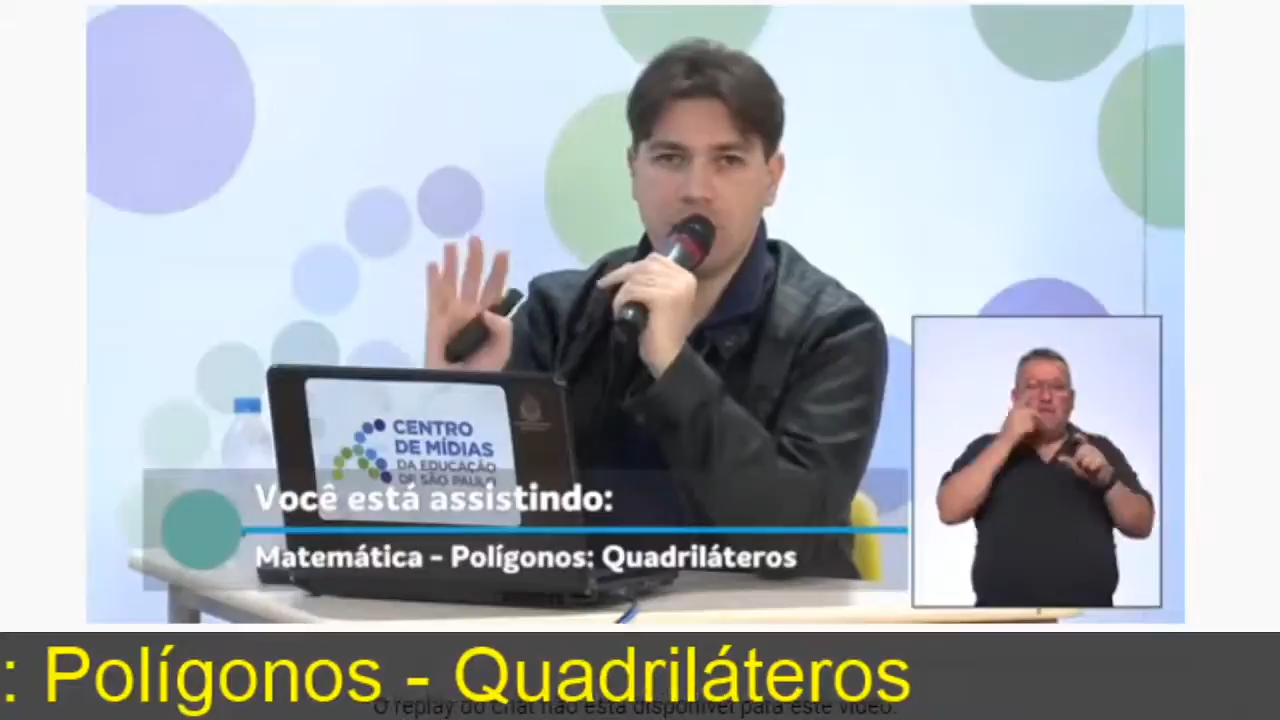 CENTRO
DE MÍDIAS
DA EDUCAÇÃO
DE SÃO PAULO
Você está assistindo:
Matemática - Polígonos: Quadriláteros
: Polígonos - Quadriláteros
O replay do chat não está disponível para este vídeo.